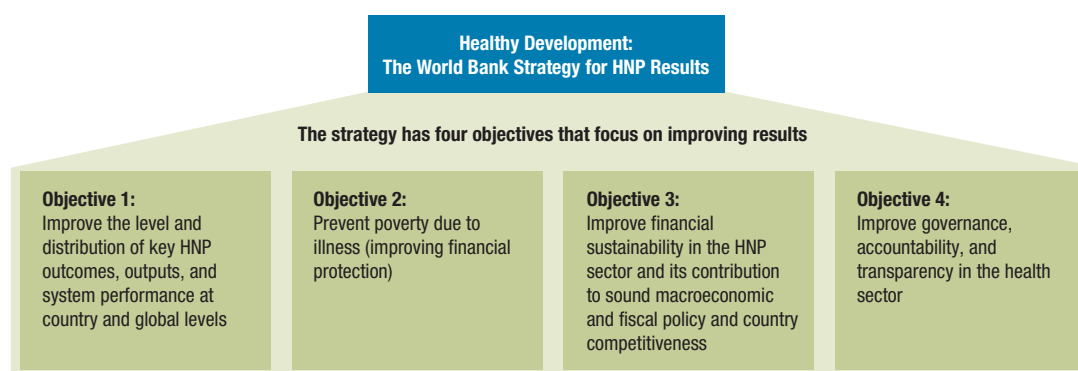 Healthy Development:
The World Bank Strategy for HNP Results
The strategy has four objectives that focus on improving results
Objective 1:
Improve the level and
distribution of key HNP
outcomes, outputs, and
system performance at
country and global levels
Objective 2:
Prevent poverty due to
illness (improving financial
protection)
Objective 3:
Improve financial
sustainability in the HNP
sector and its contribution
to sound macroeconomic
and fiscal policy and country
competitiveness
Objective 4:
Improve governance,
accountability, and
transparency in the health
sector